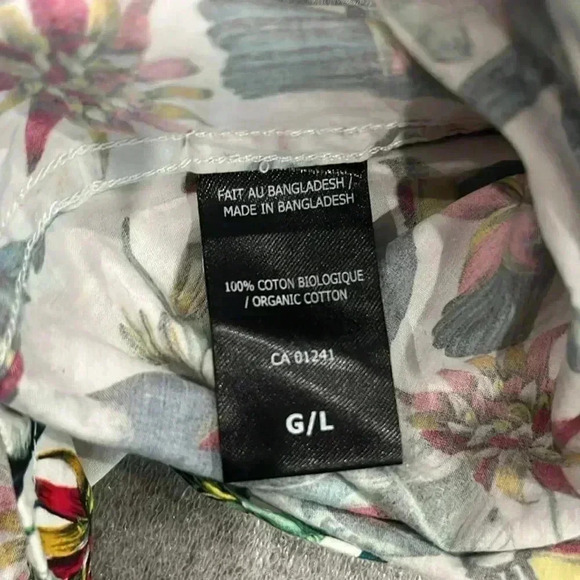 FAIT AU BANGLADESH /
MADE IN BANGLADESH
100% COTON BIOLOGIQUE
/ ORGANIC COTTON
CA 01241
G/L